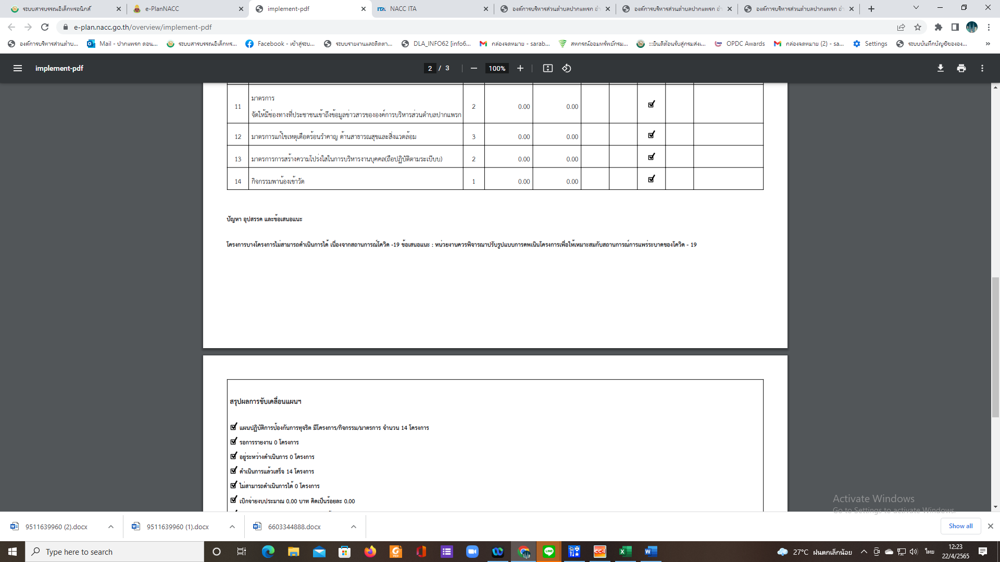 ระบบสารบรรณอิเล็กทรอนิกส์
e-PlanNACC
implement-pdf
NACC ITA
องค์การบริหารส่วนตำบลปากแพรก อำ
องค์การบริหารส่วนตำบลปากแพรก อำ
องค์การบริหารส่วนตำบลปากแพรก อำ
e-plan.nacc.go.th/overview/implement-pdf
องค์การบริหารส่วนตำบ...
Mail - ปากแพรก ดอน...
ระบบสารบรรณอิเล็กทร...
Facebook - เข้าสู่ระบ...
ระบบรายงานและติดตา...
DLA_INFO62 [info6...
กล่องจดหมาย - sarab...
สหกรณ์ออมทรัพย์กรม...
:::ยินดีต้อนรับสู่กรมส่งเ...
OPDC Awards
กล่องจดหมาย (2) - sa...
Settings
ระบบบันทึกบัญชีขององ...
»
implement-pdf
2 / 3
100%
มาตรการ
11 จัดให้มีช่องทางที่ประชาชนเข้าถึงข้อมูลข่าวสารขององค์การบริหารส่วนตำบลปากแพรก 2 0.00 0.00
12 มาตรการแก้ไขเหตุเดือดร้อนรำคาญ ด้านสาธารณสุขและสิ่งแวดล้อม 3 0.00 0.00
13 มาตรการการสร้างความโปร่งใสในการบริหารงานบุคคล(ถือปฏิบัติตามระเบีบบ) 2 0.00 0.00
14 กิจกรรมพาน้องเข้าวัด 1 0.00 0.00
ปัญหา อุปสรรค และข้อเสนอแนะ
โครงการบางโครงการไม่สามารถดำเนินการได้ เนื่องจากสถานการณ์โควิด -19 ข้อเสนอแนะ : หน่วยงานควรพิจารณาปรับรูปแบบการดพเนินโครงการเพื่อให้เหมาะสมกับสถานการณ์การแพร่ระบาดของโควิด - 19
สรุปผลการขับเคลื่อนแผนฯ
แผนปฏิบัติการป้องกันการทุจริต มีโครงการ/กิจกรรม/มาตรการ จำนวน 14 โครงการ
รอการรายงาน 0 โครงการ
อยู่ระหว่างดำเนินการ 0 โครงการ
ดำเนินการแล้วเสร็จ 14 โครงการ
ไม่สามารถดำเนินการได้ 0 โครงการ
เบิกจ่ายงบประมาณ 0.00 บาท คิดเป็นร้อยละ 0.00
Activate Windows
Go to Settings to activate Windows.
9511639960 (2).docx
9511639960 (1).docx
6603344888.docx
Show all
Type here to search
27°C ฝนตกเล็กน้อย
ไทย
12:23
22/4/2565